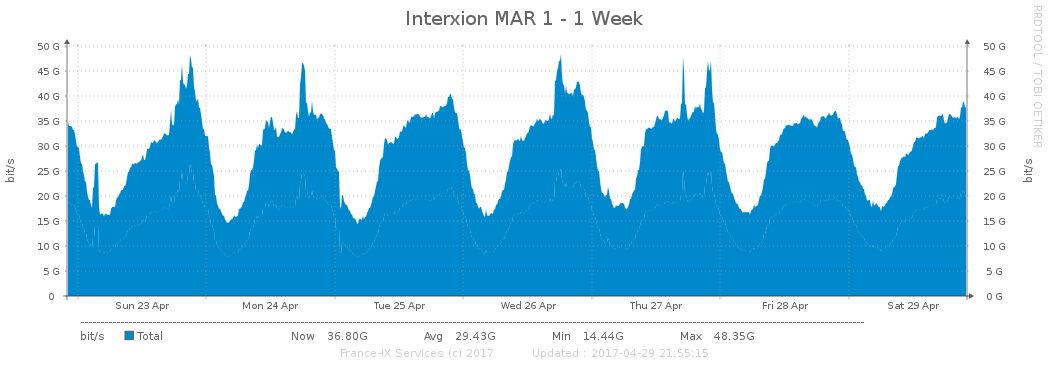 Interxion MAR 1 - 1 Week
RRDTOOL / TOBI OETIKER
bit/s
50 G 50 G
45 G 45 G
40 G 40 G
35 G 35 G
30 G 30 G
25 G 25 G
20 G 20 G
15 G 15 G
10 G 10 G
5 G 5 G
0 0 G
bit/s
Sun 23 Apr Mon 24 Apr Tue 25 Apr Wed 26 Apr Thu 27 Apr Fri 28 Apr Sat 29 Apr
bit/s Total Now 36.80G Avg 29.43G Min 14.44G Max 48.35G
France-IX Services (c) 2017 Updated : 2017-04-29 21:55:15